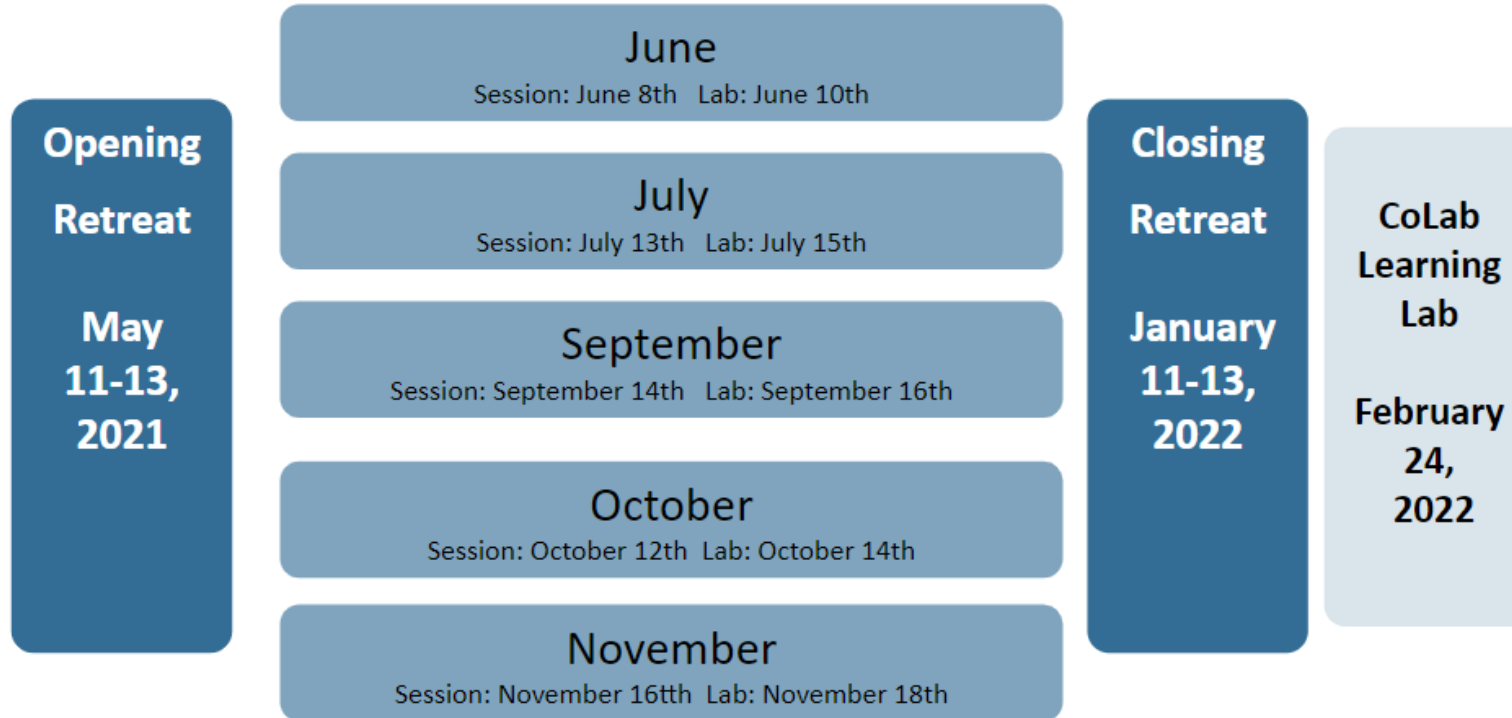 Opening
Retreat
May
11-13,
2021
June
Session: June 8th   Lab: June 10th
July
Session: July 13th   Lab: July 15th
September
Session: September 14th   Lab: September 16th
October
Session: October 12th  Lab: October 14th
November
Session: November 16tth  Lab: November 18th
Closing
Retreat
January
11-13,
2022
CoLab
Learning
Lab
February
24,
2022